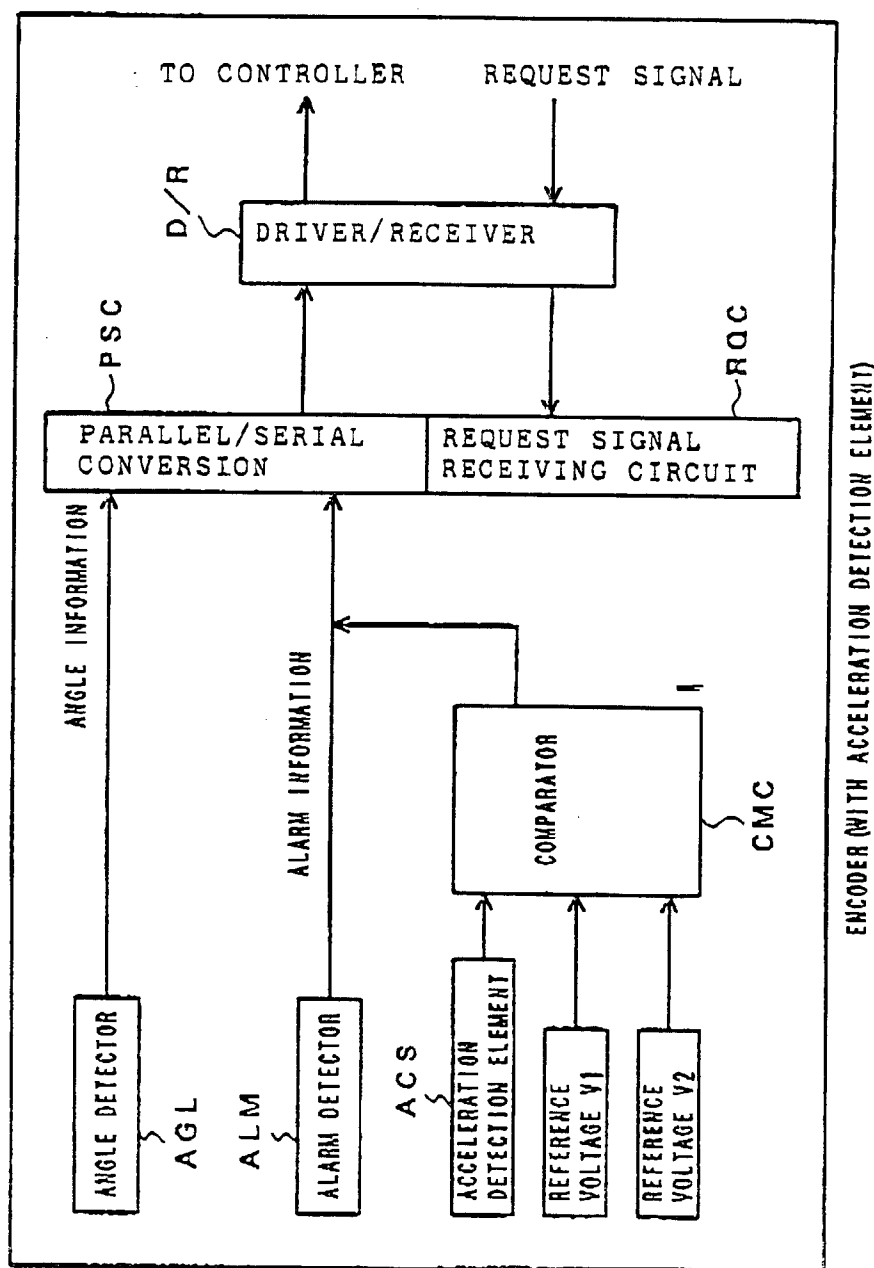 TO CONTROLLER
REQUEST SIGNAL
D/R
DRIVER/RECEIVER
PSC
RQC
PARALLEL/SERIAL
CONVERSION
REQUEST SIGNAL
RECEIVING CIRCUIT
ANGLE INFORMATION
ALARM INFORMATION
COMPARATOR
CMC
ANGLE DETECTOR
AGL
ALARM DETECTOR
ALM
ACCELERATION
DETECTION ELEMENT
ACS
REFERENCE
VOLTAGE V1
REFERENCE
VOLTAGE V2
ENCODER (WITH ACCELERATION DETECTION ELEMENT)